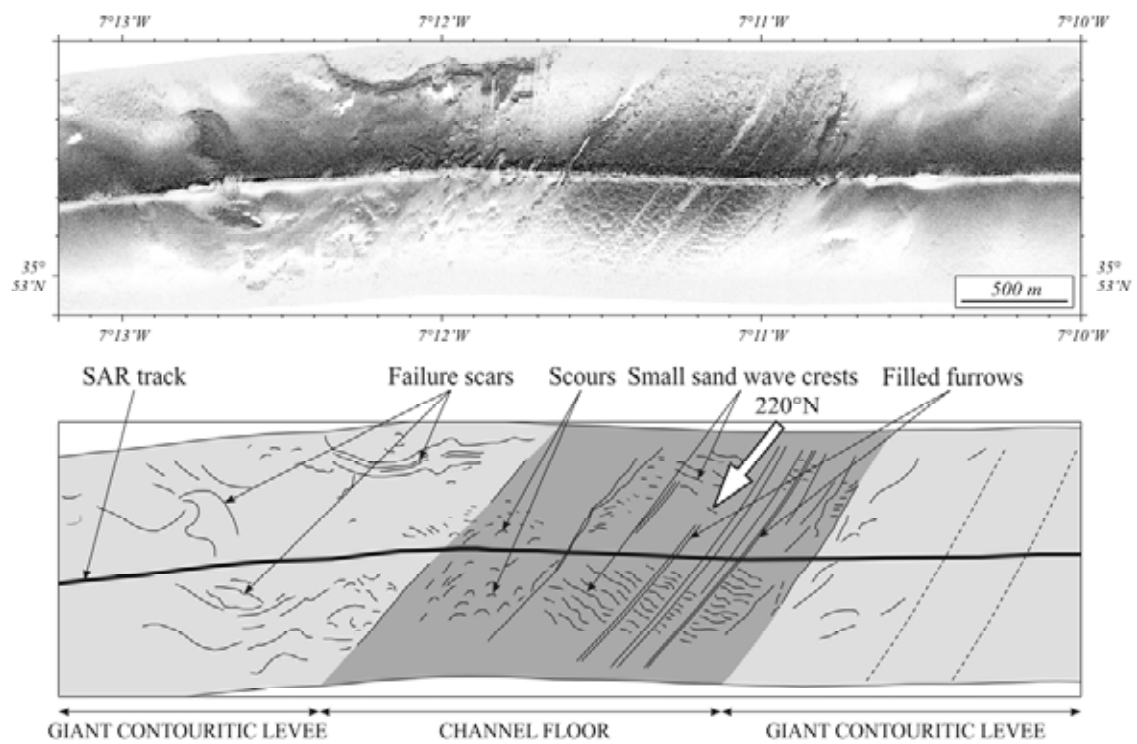 7°13'W 7°12'W 7°11'W 7°10'W
35°
53'N
35°
53'N
500 m
7°13'W 7°12'W 7°11'W 7°10'W
SAR track Failure scars Scours Small sand wave crests Filled furrows
220°N
GIANT CONTOURITIC LEVEE CHANNEL FLOOR GIANT CONTOURITIC LEVEE